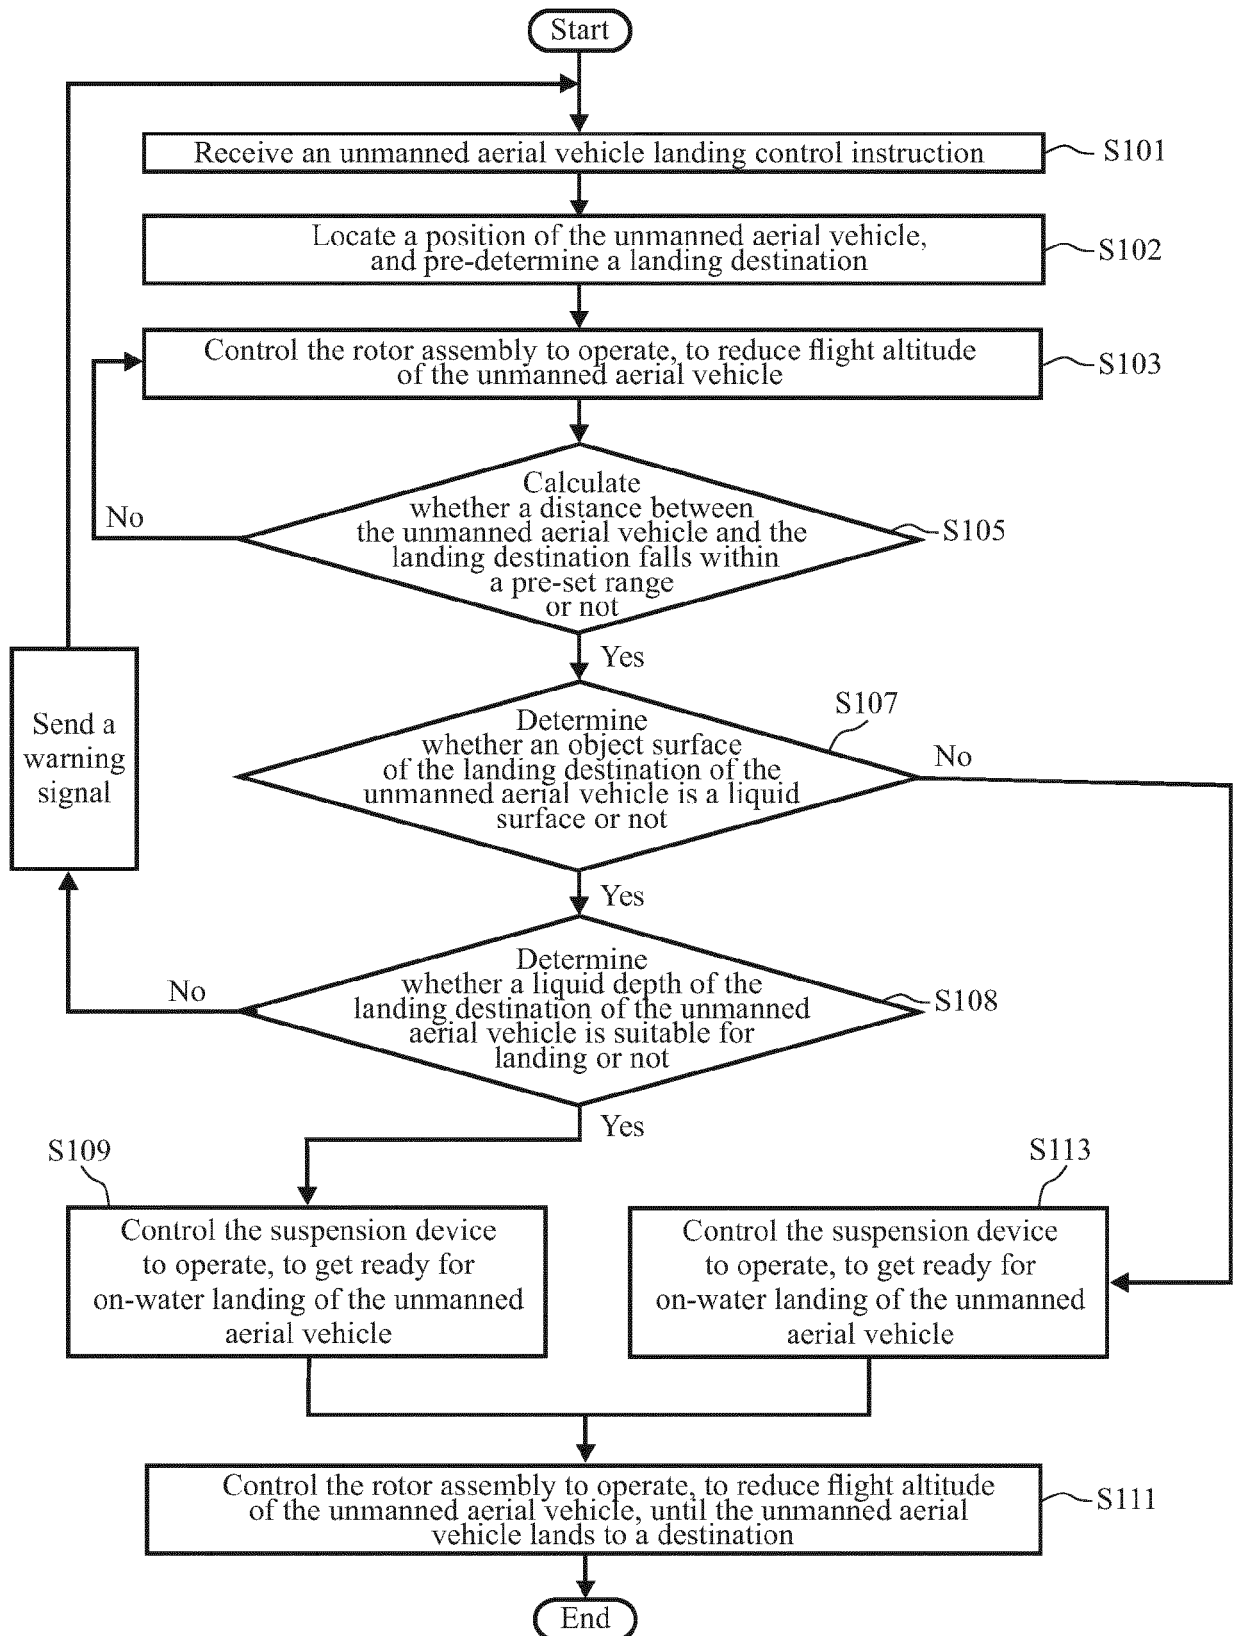 Start
Receive an unmanned aerial vehicle landing control instruction
S101
Locate a position of the unmanned aerial vehicle,
and pre-determine a landing destination
S102
Control the rotor assembly to operate, to reduce flight altitude
of the unmanned aerial vehicle
S103
Calculate
whether a distance between
the unmanned aerial vehicle and the
landing destination falls within
a pre-set range
or not
S105
No
Yes
Determine
whether an object surface
of the landing destination of the
unmanned aerial vehicle is a liquid
surface or not
S107
No
Send a
warning
signal
Yes
Determine
whether a liquid depth of the
landing destination of the unmanned
aerial vehicle is suitable for
landing or not
S108
No
Yes
S109
Control the suspension device
to operate, to get ready for
on-water landing of the unmanned
aerial vehicle
S113
Control the suspension device
to operate, to get ready for
on-water landing of the unmanned
aerial vehicle
Control the rotor assembly to operate, to reduce flight altitude
of the unmanned aerial vehicle, until the unmanned aerial
vehicle lands to a destination
S111
End